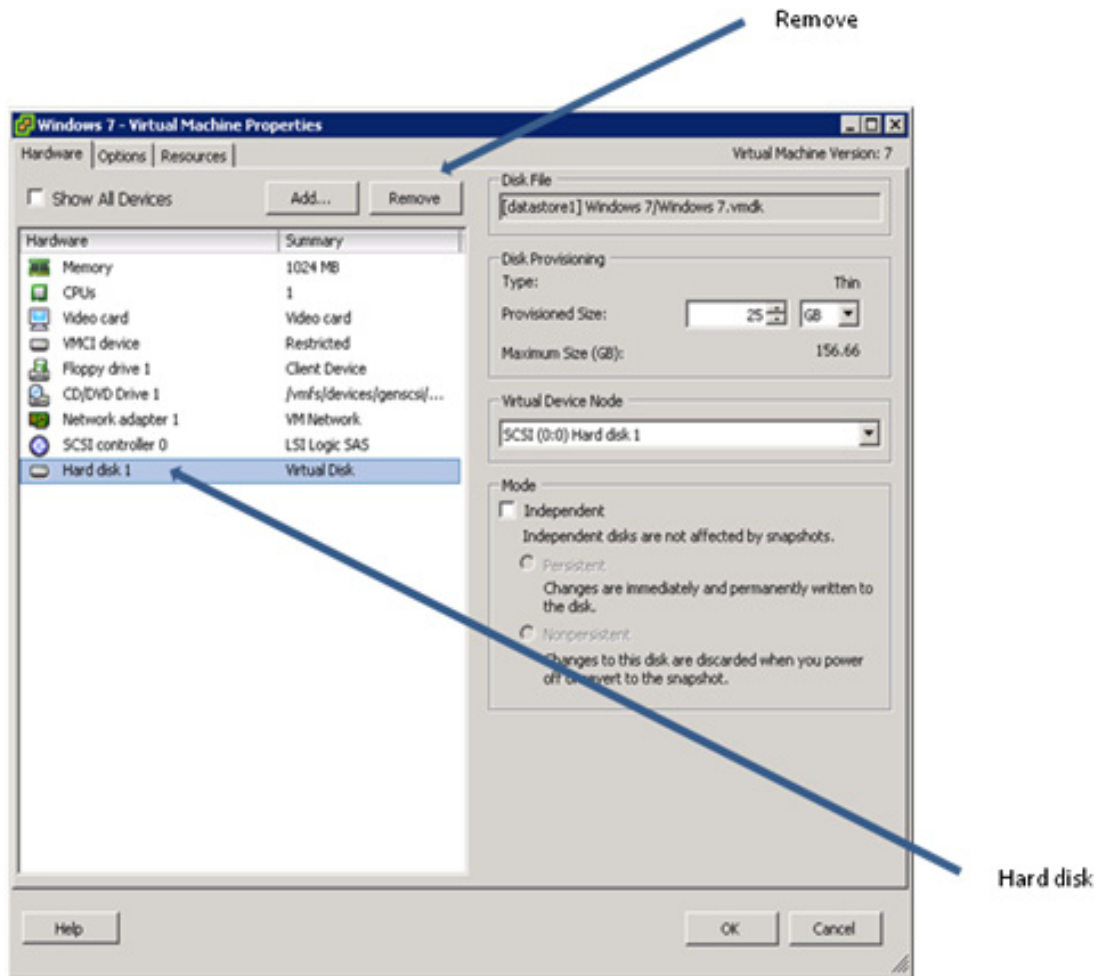 Remove
Windows 7 - Virtual Machine Properties
Hardware Options Resources Virtual Machine Version: 7
Show All Devices Add... Remove
Hardware Summary
Memory 1024 MB
CPUs 1
Video card Video card
VMCI device Restricted
Floppy drive 1 Client Device
CD/DVD Drive 1 /vmfs/devices/genscsi/...
Network adapter 1 VM Network
SCSI controller 0 LSI Logic SAS
Hard disk 1 Virtual Disk
Disk File
[datastore1] Windows 7/Windows 7.vmdk
Disk Provisioning
Type: Thin
Provisioned Size: 25 GB
Maximum Size (GB): 156.66
Virtual Device Node
SCSI (0:0) Hard disk 1
Mode
Independent
Independent disks are not affected by snapshots.
Persistent
Changes are immediately and permanently written to
the disk.
Nonpersistent
Changes to this disk are discarded when you power
off or revert to the snapshot.
Hard disk
Help OK Cancel